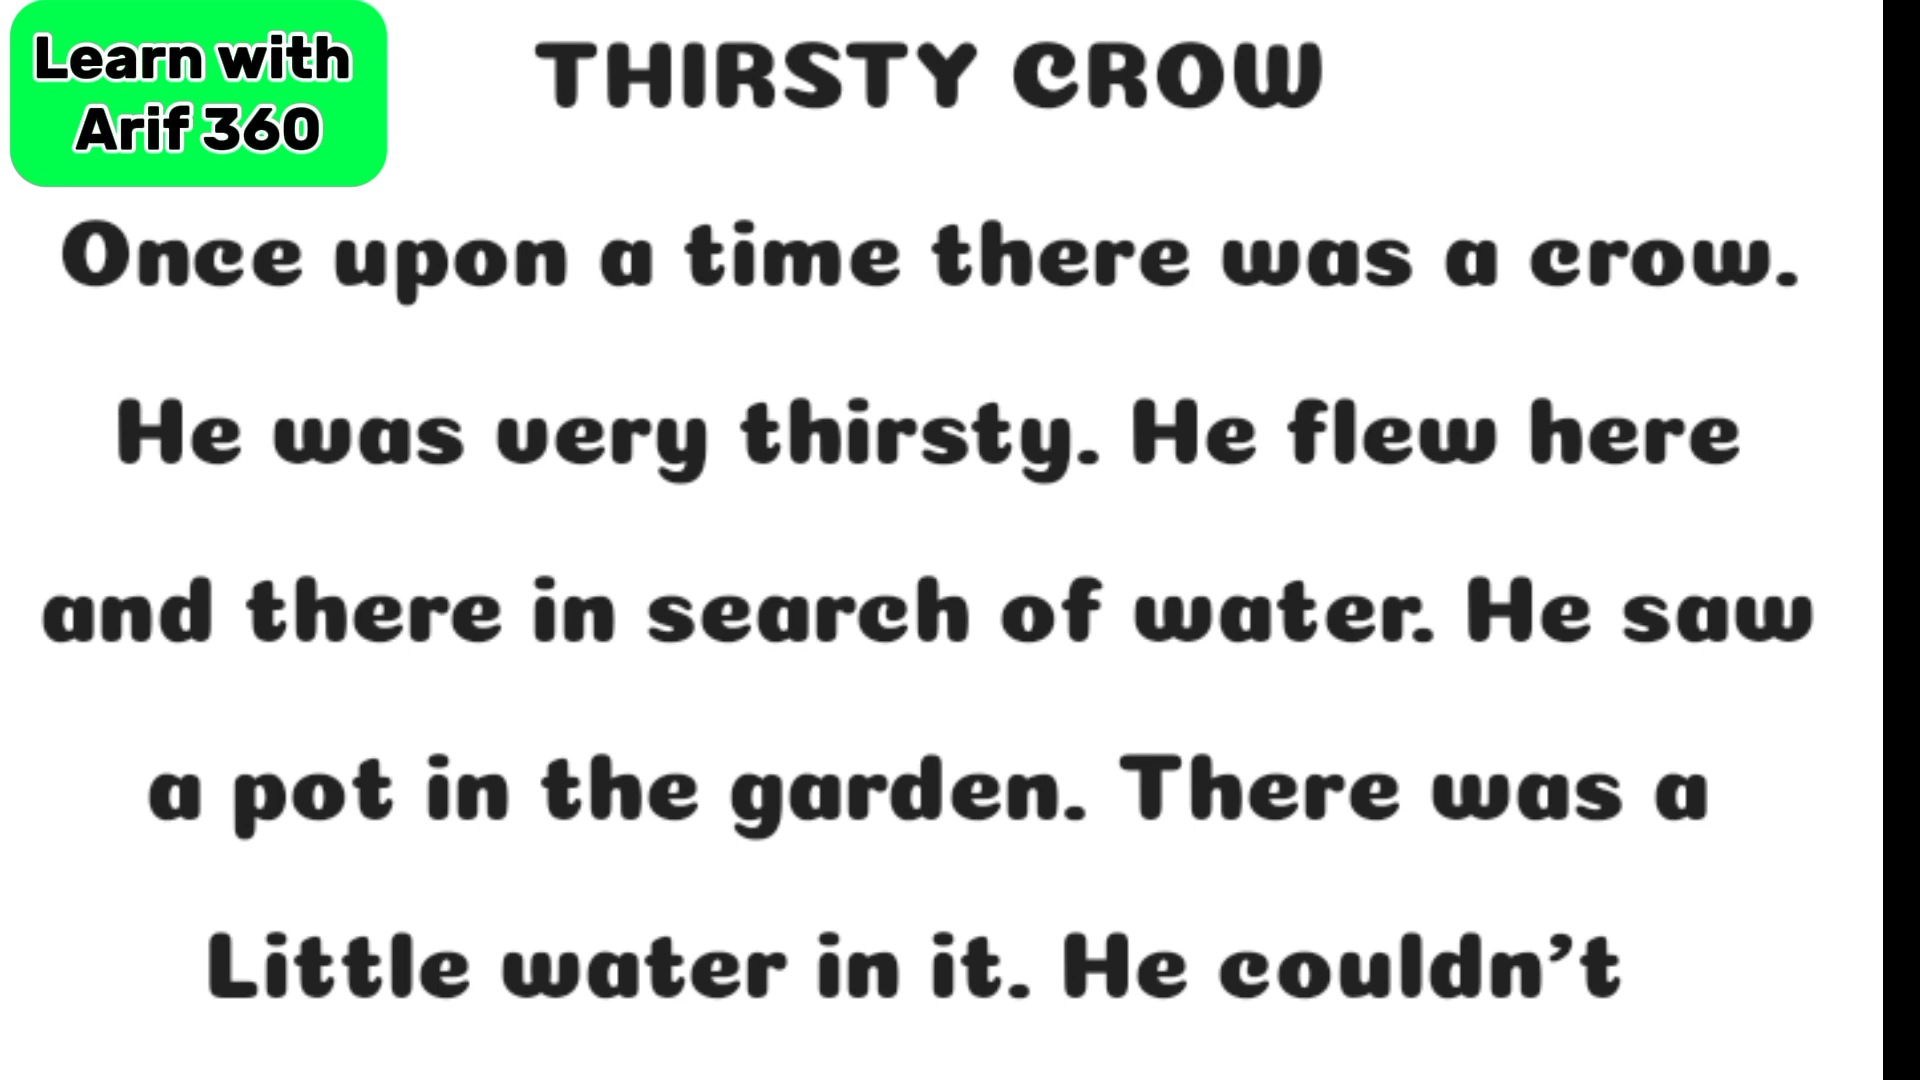 Learn with
Arif 360
THIRSTY CROW
Once upon a time there was a crow.
He was very thirsty. He flew here
and there in search of water. He saw
a pot in the garden. There was a
Little water in it. He couldn’t